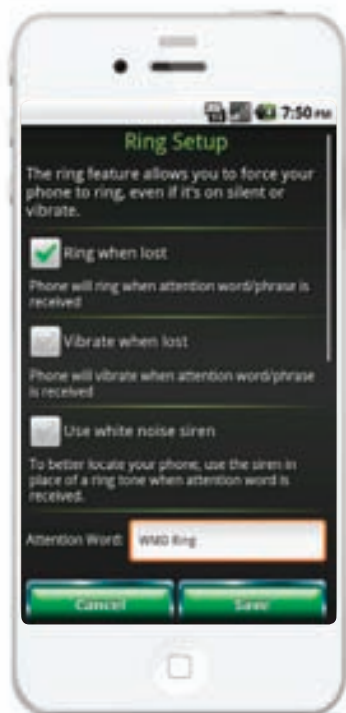 7:50 PM
Ring Setup
The ring feature allows you to force your
phone to ring, even if it's on silent or
vibrate.
Ring when lost
Phone will ring when attention word/phrase is
received
Vibrate when lost
Phone will vibrate when attention word/phrase
is received
Use white noise siren
To better locate your phone, use the siren in
place of a ring tone when attention word is
received.
Attention Word: WMD Ring
Cancel Save